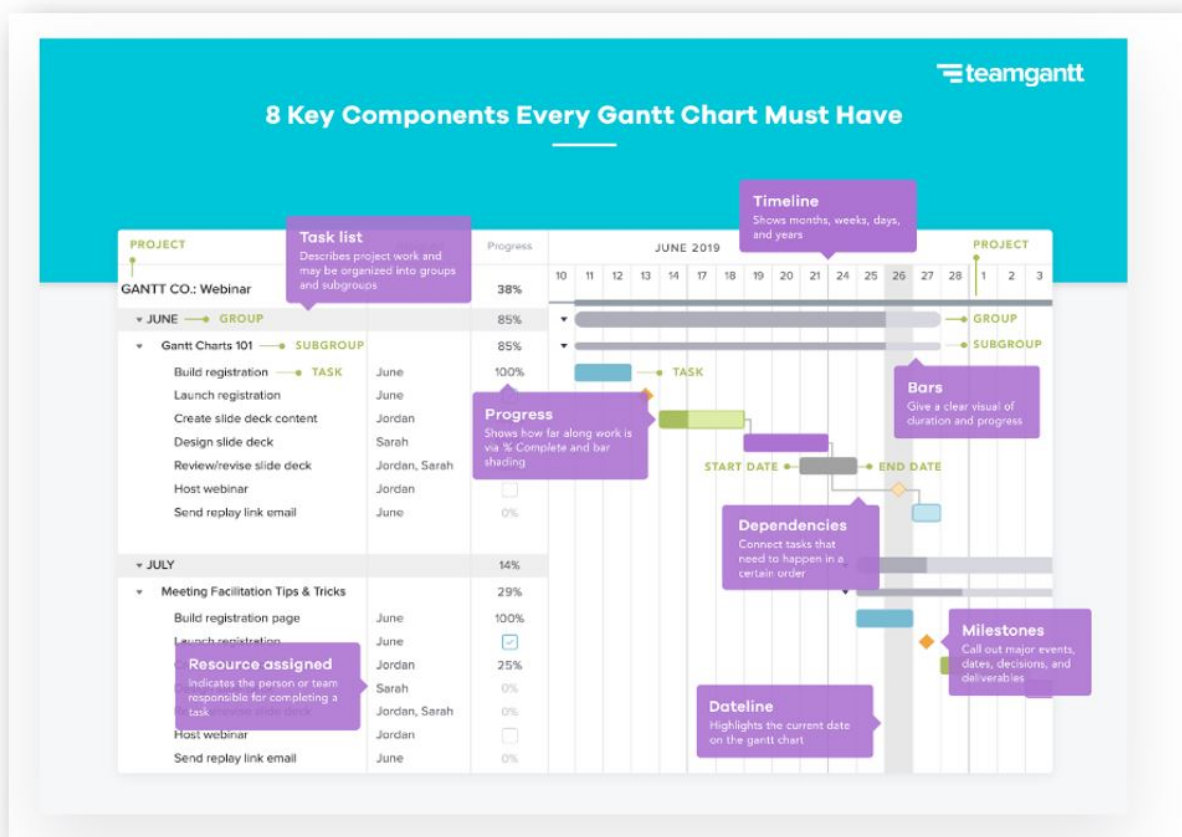 teamgantt
8 Key Components Every Gantt Chart Must Have
Timeline
Shows months, weeks, days,
and years
PROJECT
Task list
Describes project work and
may be organized into groups
and subgroups
Progress
JUNE 2019
PROJECT
10 11 12 13 14 17 18 19 20 21 24 25 26 27 28 1 2 3
GANTT CO.: Webinar 38%
JUNE GROUP 85% GROUP
Gantt Charts 101 SUBGROUP 85% SUBGROUP
Build registration TASK June 100% TASK
Launch registration June
Create slide deck content Jordan
Design slide deck Sarah
Review/revise slide deck Jordan, Sarah
Host webinar Jordan
Send replay link email June 0%
Progress
Shows how far along work is
via % Complete and bar
shading
Bars
Give a clear visual of
duration and progress
START DATE END DATE
Dependencies
Connect tasks that
need to happen in a
certain order
JULY 14%
Meeting Facilitation Tips & Tricks 29%
Build registration page June 100%
Launch registration June
Jordan 25%
Sarah 0%
Jordan, Sarah 0%
Host webinar Jordan
Send replay link email June 0%
Resource assigned
Indicates the person or team
responsible for completing a
task
Milestones
Call out major events,
dates, decisions, and
deliverables
Dateline
Highlights the current date
on the gantt chart